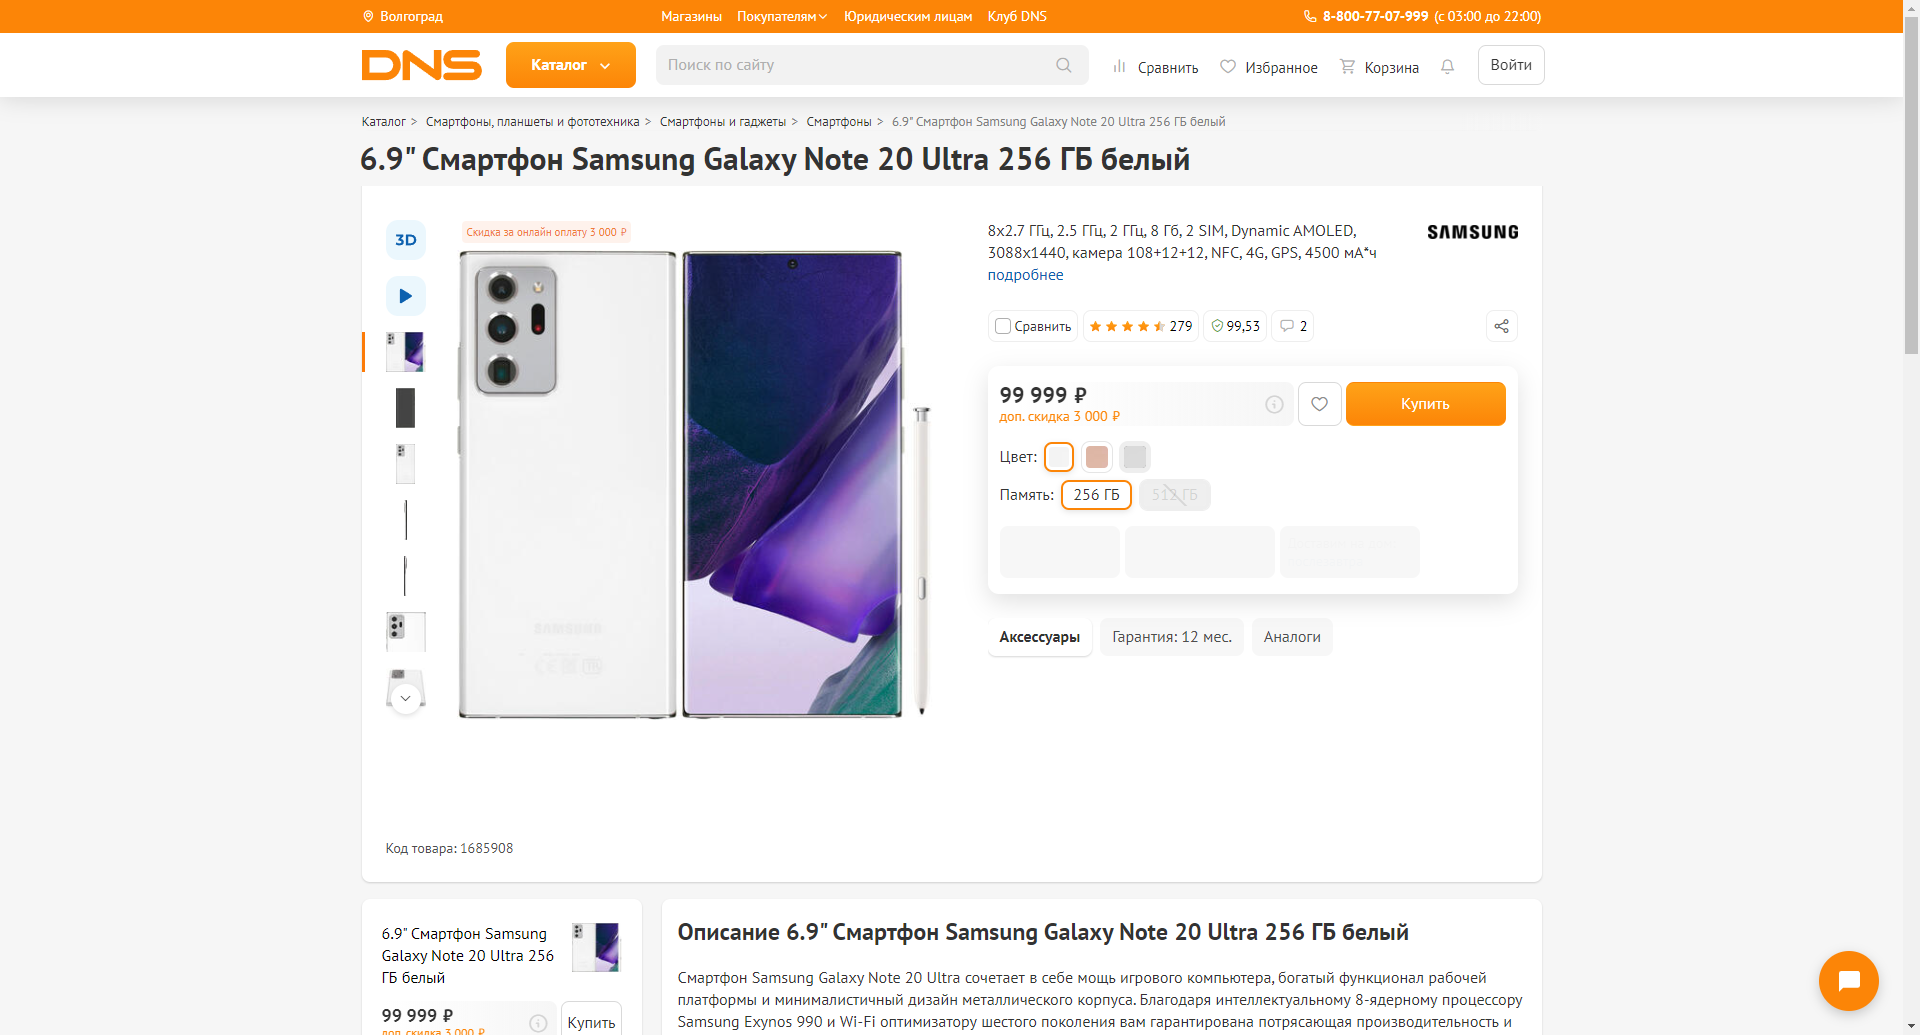 Волгоград
Магазины Покупателям Юридическим лицам Клуб DNS
8-800-77-07-999 (с 03:00 до 22:00)
DNS
Каталог
Поиск по сайту
Сравнить
Избранное
Корзина
Войти
Каталог > Смартфоны, планшеты и фототехника > Смартфоны и гаджеты > Смартфоны > 6.9" Смартфон Samsung Galaxy Note 20 Ultra 256 ГБ белый
6.9" Смартфон Samsung Galaxy Note 20 Ultra 256 ГБ белый
3D
Скидка за онлайн оплату 3 000 ₽
SAMSUNG
8x2.7 ГГц, 2.5 ГГц, 2 ГГц, 8 Гб, 2 SIM, Dynamic AMOLED,
3088x1440, камера 108+12+12, NFC, 4G, GPS, 4500 мА*ч
подробнее
SAMSUNG
Сравнить
279
99,53
2
99 999 ₽
доп. скидка 3 000 ₽
Купить
Цвет:
Память: 256 ГБ 512 ГБ
Аксессуары
Гарантия: 12 мес.
Аналоги
Код товара: 1685908
6.9" Смартфон Samsung
Galaxy Note 20 Ultra 256
ГБ белый
99 999 ₽
доп. скидка 3 000 ₽
Купить
Описание 6.9" Смартфон Samsung Galaxy Note 20 Ultra 256 ГБ белый
Смартфон Samsung Galaxy Note 20 Ultra сочетает в себе мощь игрового компьютера, богатый функционал рабочей
платформы и минималистичный дизайн металлического корпуса. Благодаря интеллектуальному 8-ядерному процессору
Samsung Exynos 990 и Wi-Fi оптимизатору шестого поколения вам гарантирована потрясающая производительность и